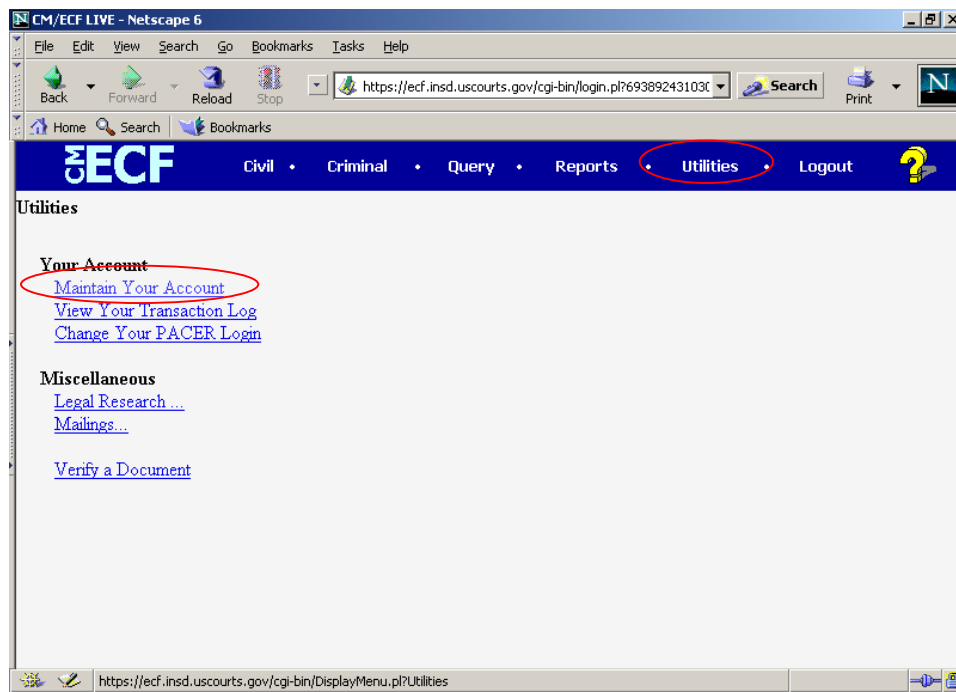 CM/ECF LIVE - Netscape 6
File Edit View Search Go Bookmarks Tasks Help
Back Forward Reload Stop https://ecf.insd.uscourts.gov/cgi-bin/login.pl?69389243103( Search Print N
Home Search Bookmarks
CM ECF Civil • Criminal • Query • Reports • Utilities • Logout ?
Utilities
Your Account
Maintain Your Account
View Your Transaction Log
Change Your PACER Login
Miscellaneous
Legal Research ...
Mailings...
Verify a Document
https://ecf.insd.uscourts.gov/cgi-bin/DisplayMenu.pl?Utilities